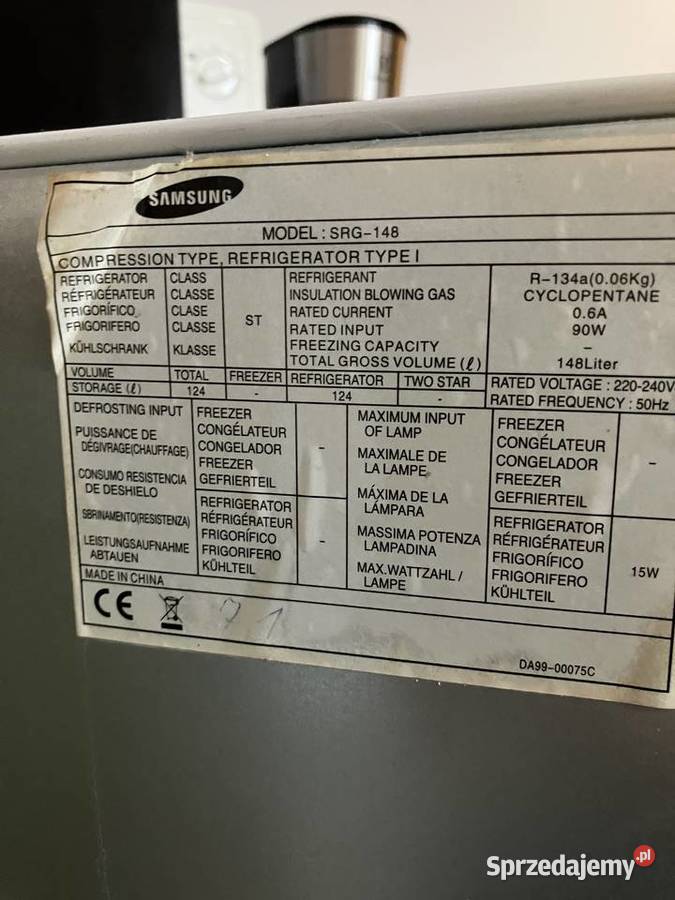 SAMSUNG
MODEL : SRG-148
COMPRESSION TYPE, REFRIGERATOR TYPE I
REFRIGERATOR CLASS
RÉFRIGÉRATEUR CLASSE
FRIGORÍFICO CLASE
FRIGORIFERO CLASSE
KÜHLSCHRANK KLASSE
ST
REFRIGERANT R-134a(0.06Kg)
INSULATION BLOWING GAS CYCLOPENTANE
RATED CURRENT 0.6A
RATED INPUT 90W
FREEZING CAPACITY -
TOTAL GROSS VOLUME (ℓ) 148Liter
VOLUME TOTAL FREEZER REFRIGERATOR TWO STAR RATED VOLTAGE : 220-240V
STORAGE (ℓ) 124 - 124 - RATED FREQUENCY : 50Hz
DEFROSTING INPUT
PUISSANCE DE
DÉGIVRAGE(CHAUFFAGE)
CONSUMO RESISTENCIA
DE DESHIELO
SBRINAMENTO(RESISTENZA)
LEISTUNGSAUFNAHME
ABTAUEN
FREEZER
CONGÉLATEUR
CONGELADOR
FREEZER
GEFRIERTEIL
-
REFRIGERATOR
RÉFRIGÉRATEUR
FRIGORÍFICO
FRIGORIFERO
KÜHLTEIL
-
MAXIMUM INPUT
OF LAMP
MAXIMALE DE
LA LAMPE
MÁXIMA DE LA
LÁMPARA
MASSIMA POTENZA
LAMPADINA
MAX.WATTZAHL /
LAMPE
FREEZER
CONGÉLATEUR
CONGELADOR
FREEZER
GEFRIERTEIL
-
REFRIGERATOR
RÉFRIGÉRATEUR
FRIGORÍFICO
FRIGORIFERO
KÜHLTEIL
15W
MADE IN CHINA
CE
DA99-00075C
Sprzedajemy.pl